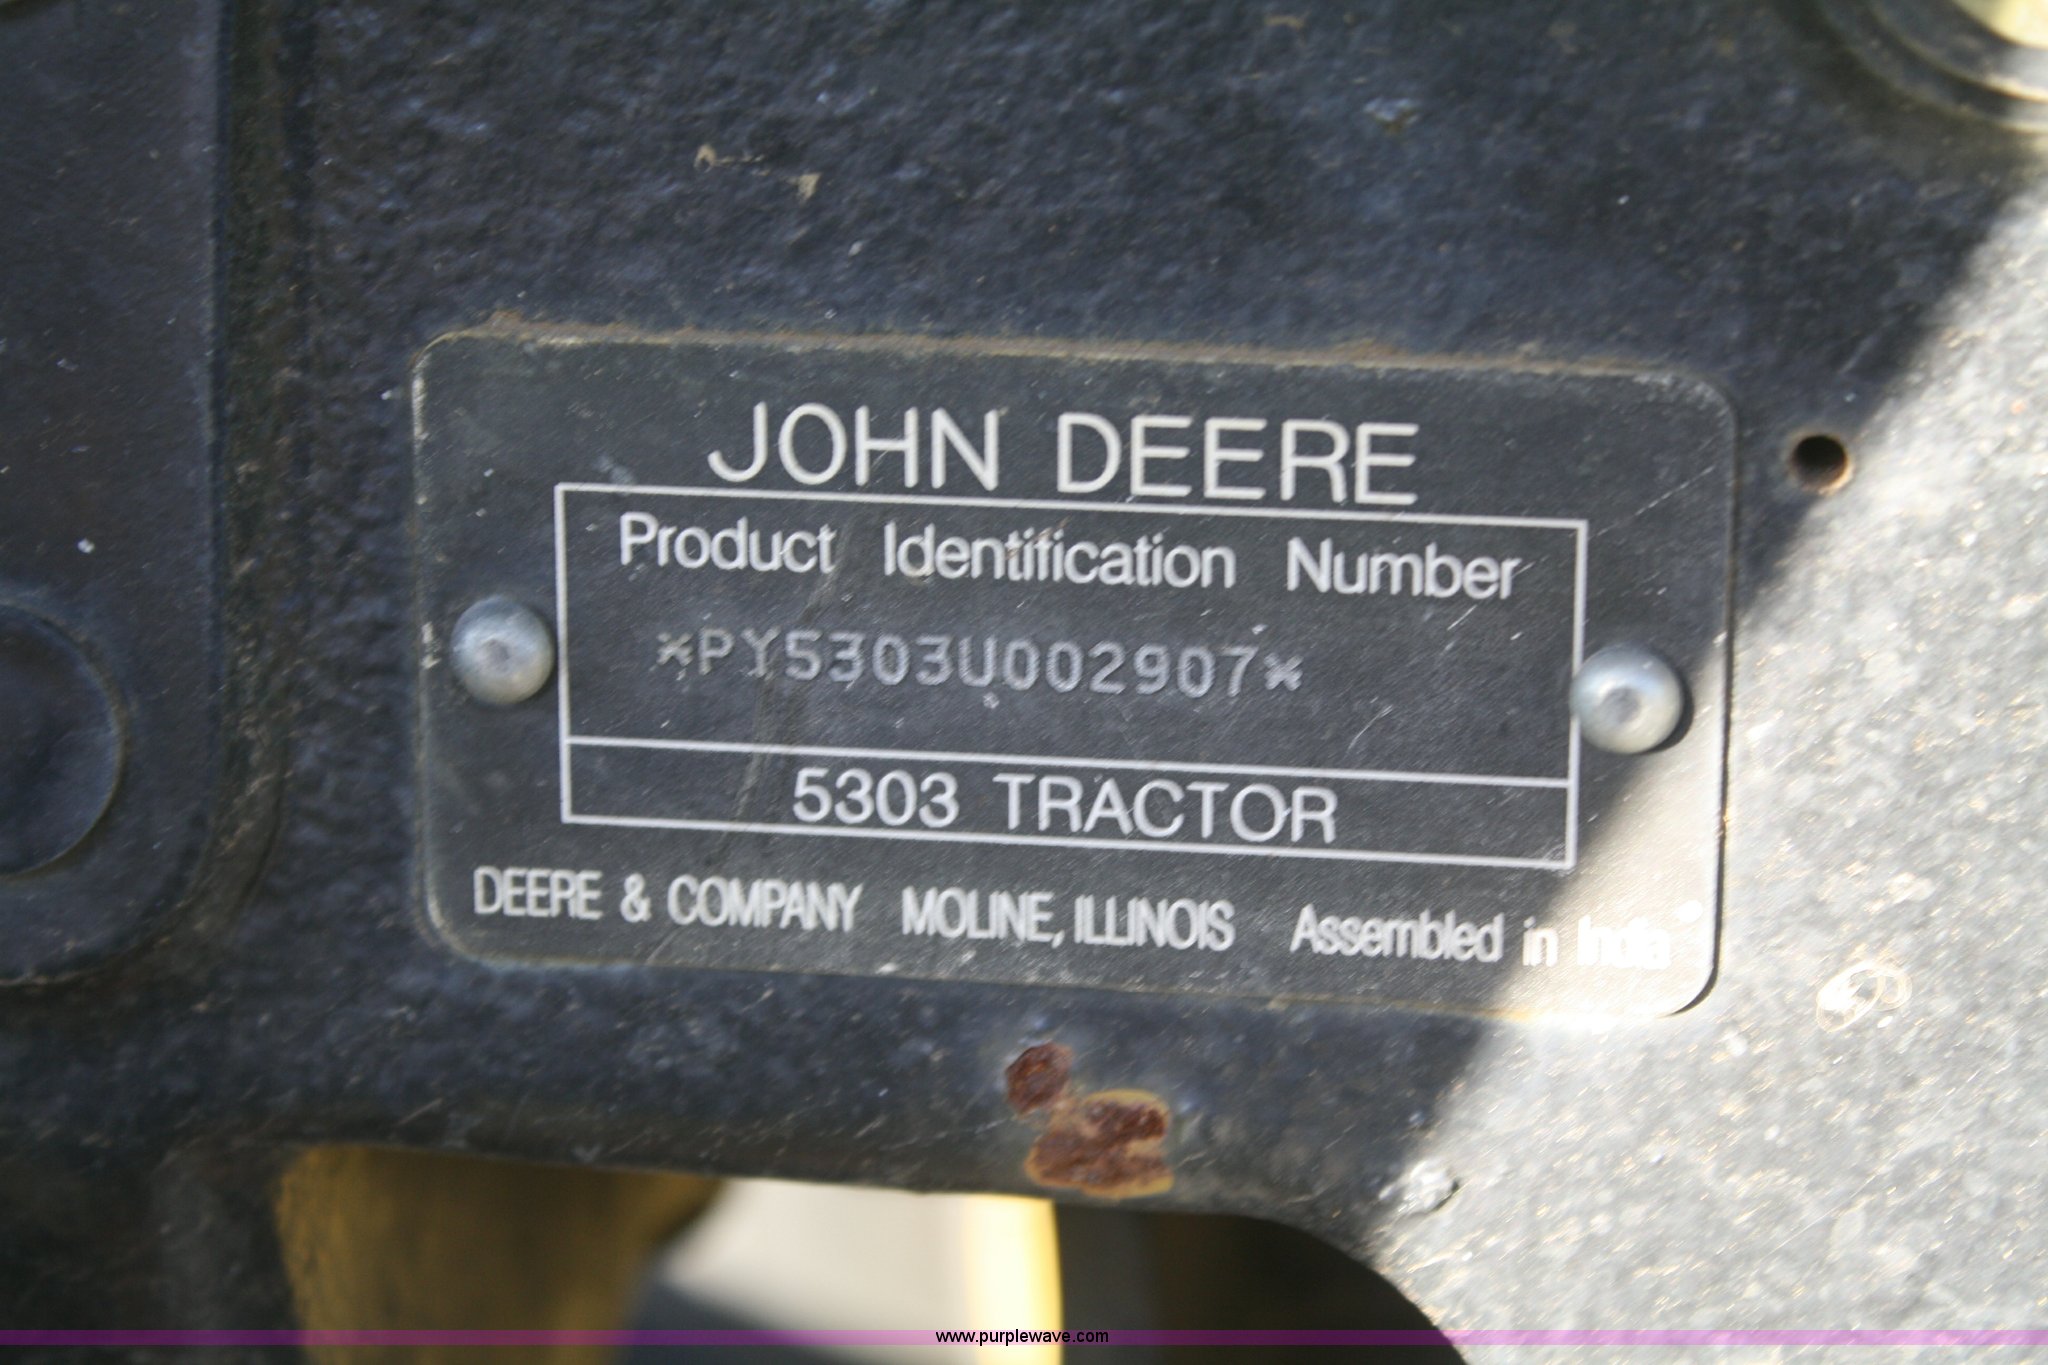 JOHN DEERE
Product Identification Number
*PY5303U002907*
5303 TRACTOR
DEERE & COMPANY MOLINE, ILLINOIS Assembled in India
www.purplewave.com